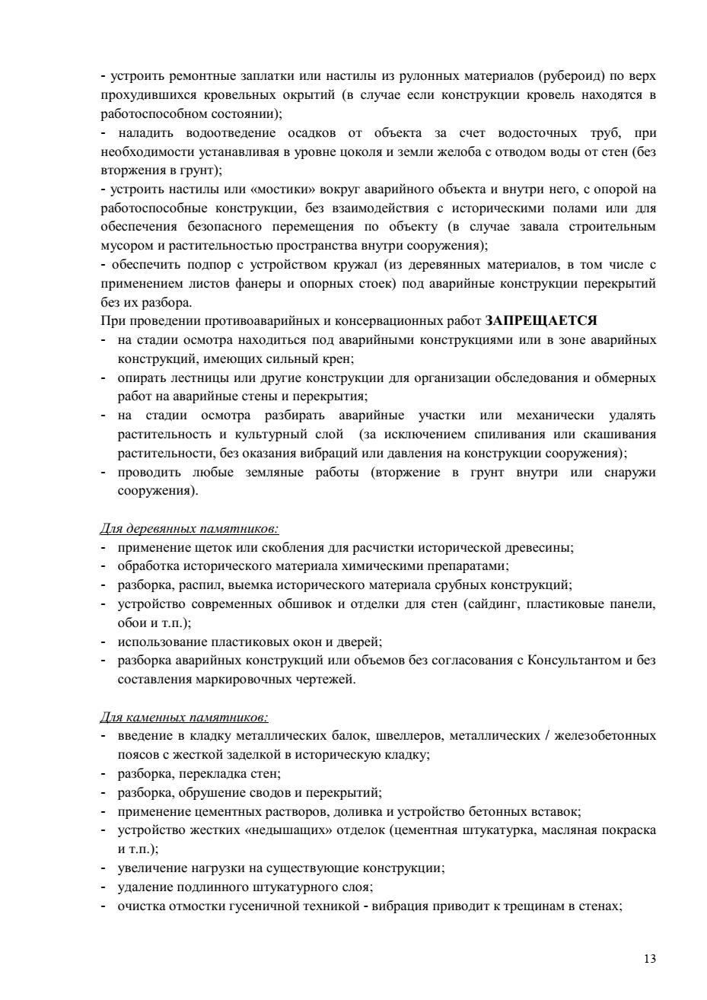 - устроить ремонтные заплатки или настилы из рулонных материалов (рубероид) по верх
прохудившихся кровельных окрытий (в случае если конструкции кровель находятся в
работоспособном состоянии);
- наладить водоотведение осадков от объекта за счет водосточных труб, при
необходимости устанавливая в уровне цоколя и земли желоба с отводом воды от стен (без
вторжения в грунт);
- устроить настилы или «мостики» вокруг аварийного объекта и внутри него, с опорой на
работоспособные конструкции, без взаимодействия с историческими полами или для
обеспечения безопасного перемещения по объекту (в случае завала строительным
мусором и растительностью пространства внутри сооружения);
- обеспечить подпор с устройством кружал (из деревянных материалов, в том числе с
применением листов фанеры и опорных стоек) под аварийные конструкции перекрытий
без их разбора.
При проведении противоаварийных и консервационных работ ЗАПРЕЩАЕТСЯ
- на стадии осмотра находиться под аварийными конструкциями или в зоне аварийных
конструкций, имеющих сильный крен;
- опирать лестницы или другие конструкции для организации обследования и обмерных
работ на аварийные стены и перекрытия;
- на стадии осмотра разбирать аварийные участки или механически удалять
растительность и культурный слой (за исключением спиливания или скашивания
растительности, без оказания вибраций или давления на конструкции сооружения);
- проводить любые земляные работы (вторжение в грунт внутри или снаружи
сооружения).
Для деревянных памятников:
- применение щеток или скобления для расчистки исторической древесины;
- обработка исторического материала химическими препаратами;
- разборка, распил, выемка исторического материала срубных конструкций;
- устройство современных обшивок и отделки для стен (сайдинг, пластиковые панели,
обои и т.п.);
- использование пластиковых окон и дверей;
- разборка аварийных конструкций или объемов без согласования с Консультантом и без
составления маркировочных чертежей.
Для каменных памятников:
- введение в кладку металлических балок, швеллеров, металлических / железобетонных
поясов с жесткой заделкой в историческую кладку;
- разборка, перекладка стен;
- разборка, обрушение сводов и перекрытий;
- применение цементных растворов, доливка и устройство бетонных вставок;
- устройство жестких «недышащих» отделок (цементная штукатурка, масляная покраска
и т.п.);
- увеличение нагрузки на существующие конструкции;
- удаление подлинного штукатурного слоя;
- очистка отмостки гусеничной техникой - вибрация приводит к трещинам в стенах;
13